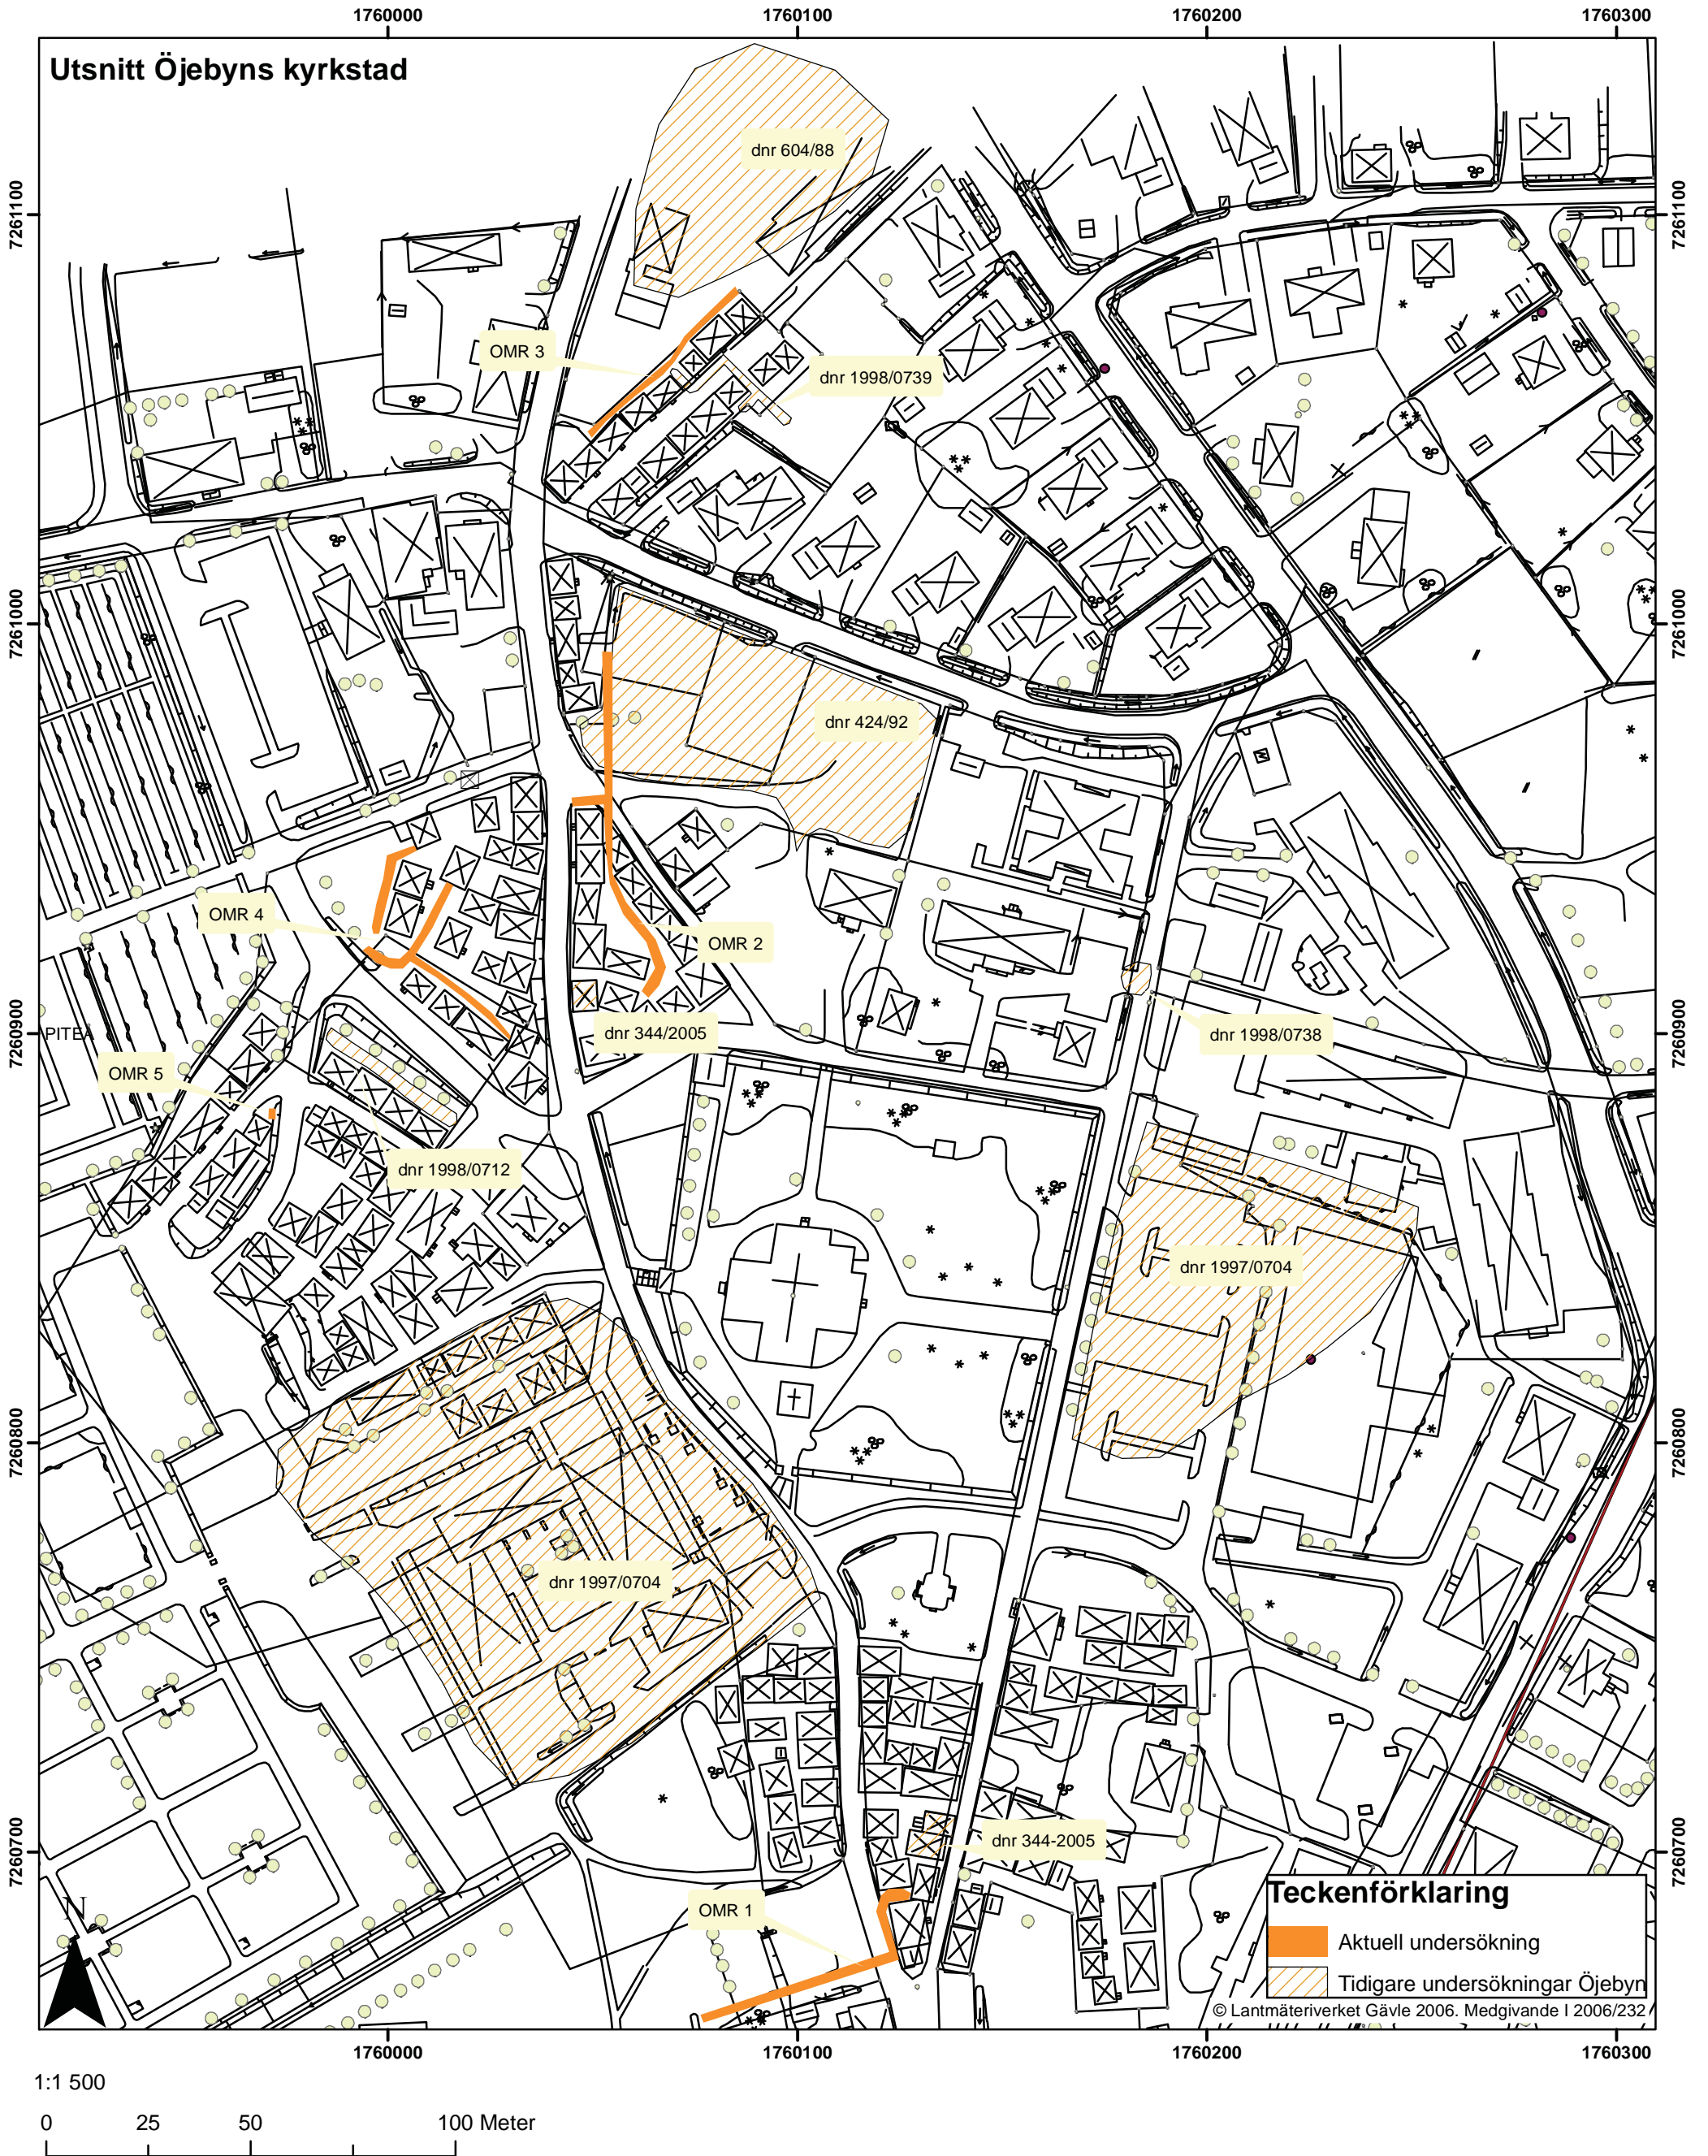 1760000 1760100 1760200 1760300
Utsnitt Öjebyns kyrkstad
dnr 604/88
7261100 7261100
OMR 3
dnr 1998/0739
7261000 7261000
dnr 424/92
OMR 4
OMR 2
dnr 344/2005
dnr 1998/0738
7260900 PITEÅ 7260900
OMR 5
dnr 1998/0712
dnr 1997/0704
7260800 7260800
dnr 1997/0704
dnr 344-2005
7260700 7260700
OMR 1
N
Teckenförklaring
Aktuell undersökning
Tidigare undersökningar Öjebyn
© Lantmäteriverket Gävle 2006. Medgivande I 2006/232
1760000 1760100 1760200 1760300
1:1 500
0 25 50 100 Meter